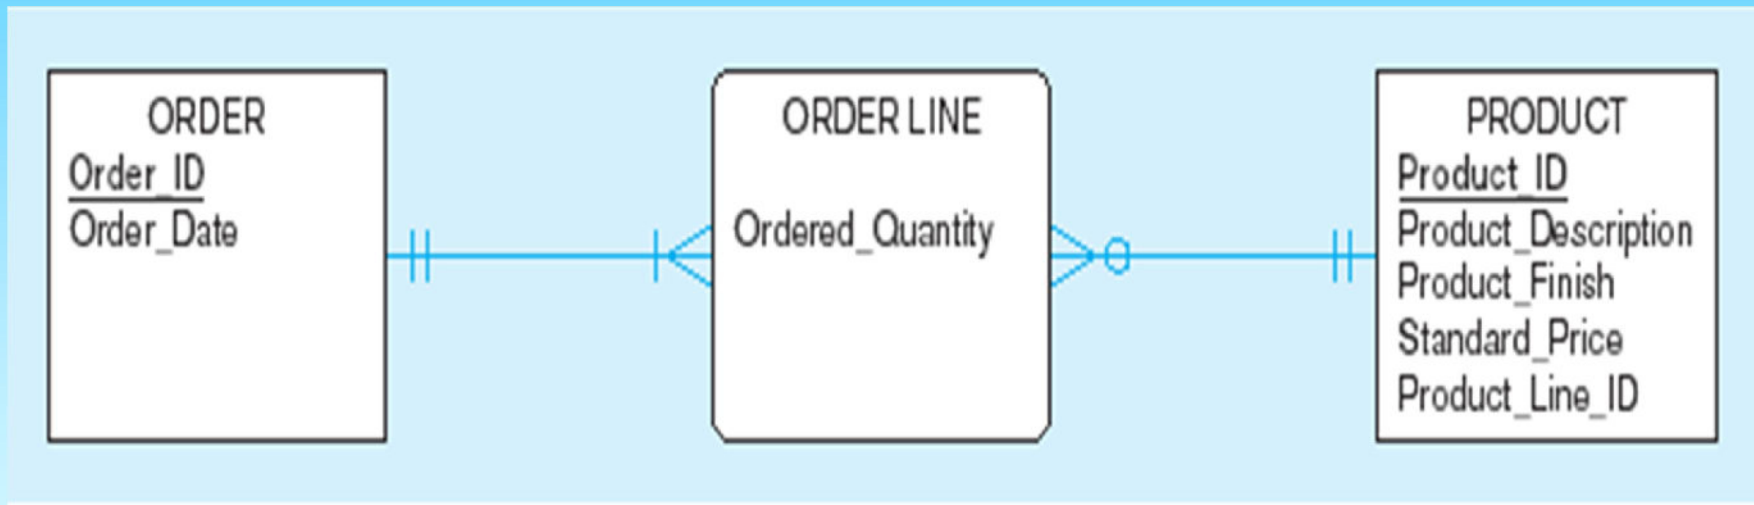 ORDER
Order_ID
Order_Date
ORDER LINE
Ordered_Quantity
PRODUCT
Product_ID
Product_Description
Product_Finish
Standard_Price
Product_Line_ID